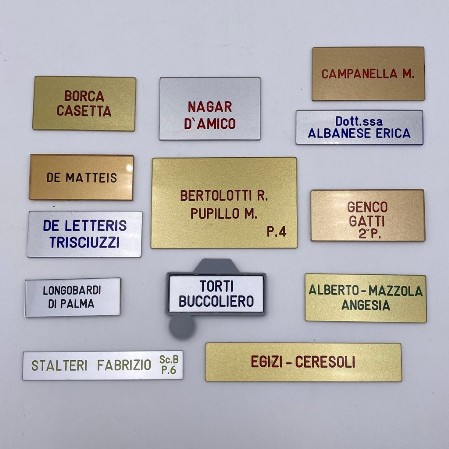 BORCA
CASETTA
NAGAR
D`AMICO
CAMPANELLA M.
Dott.ssa
ALBANESE ERICA
DE MATTEIS
BERTOLOTTI R.
PUPILLO M.
P.4
GENCO
GATTI
2°P.
DE LETTERIS
TRISCIUZZI
LONGOBARDI
DI PALMA
TORTI
BUCCOLIERO
ALBERTO-MAZZOLA
ANGESIA
STALTERI FABRIZIO Sc.B
P.6
EGIZI-CERESOLI